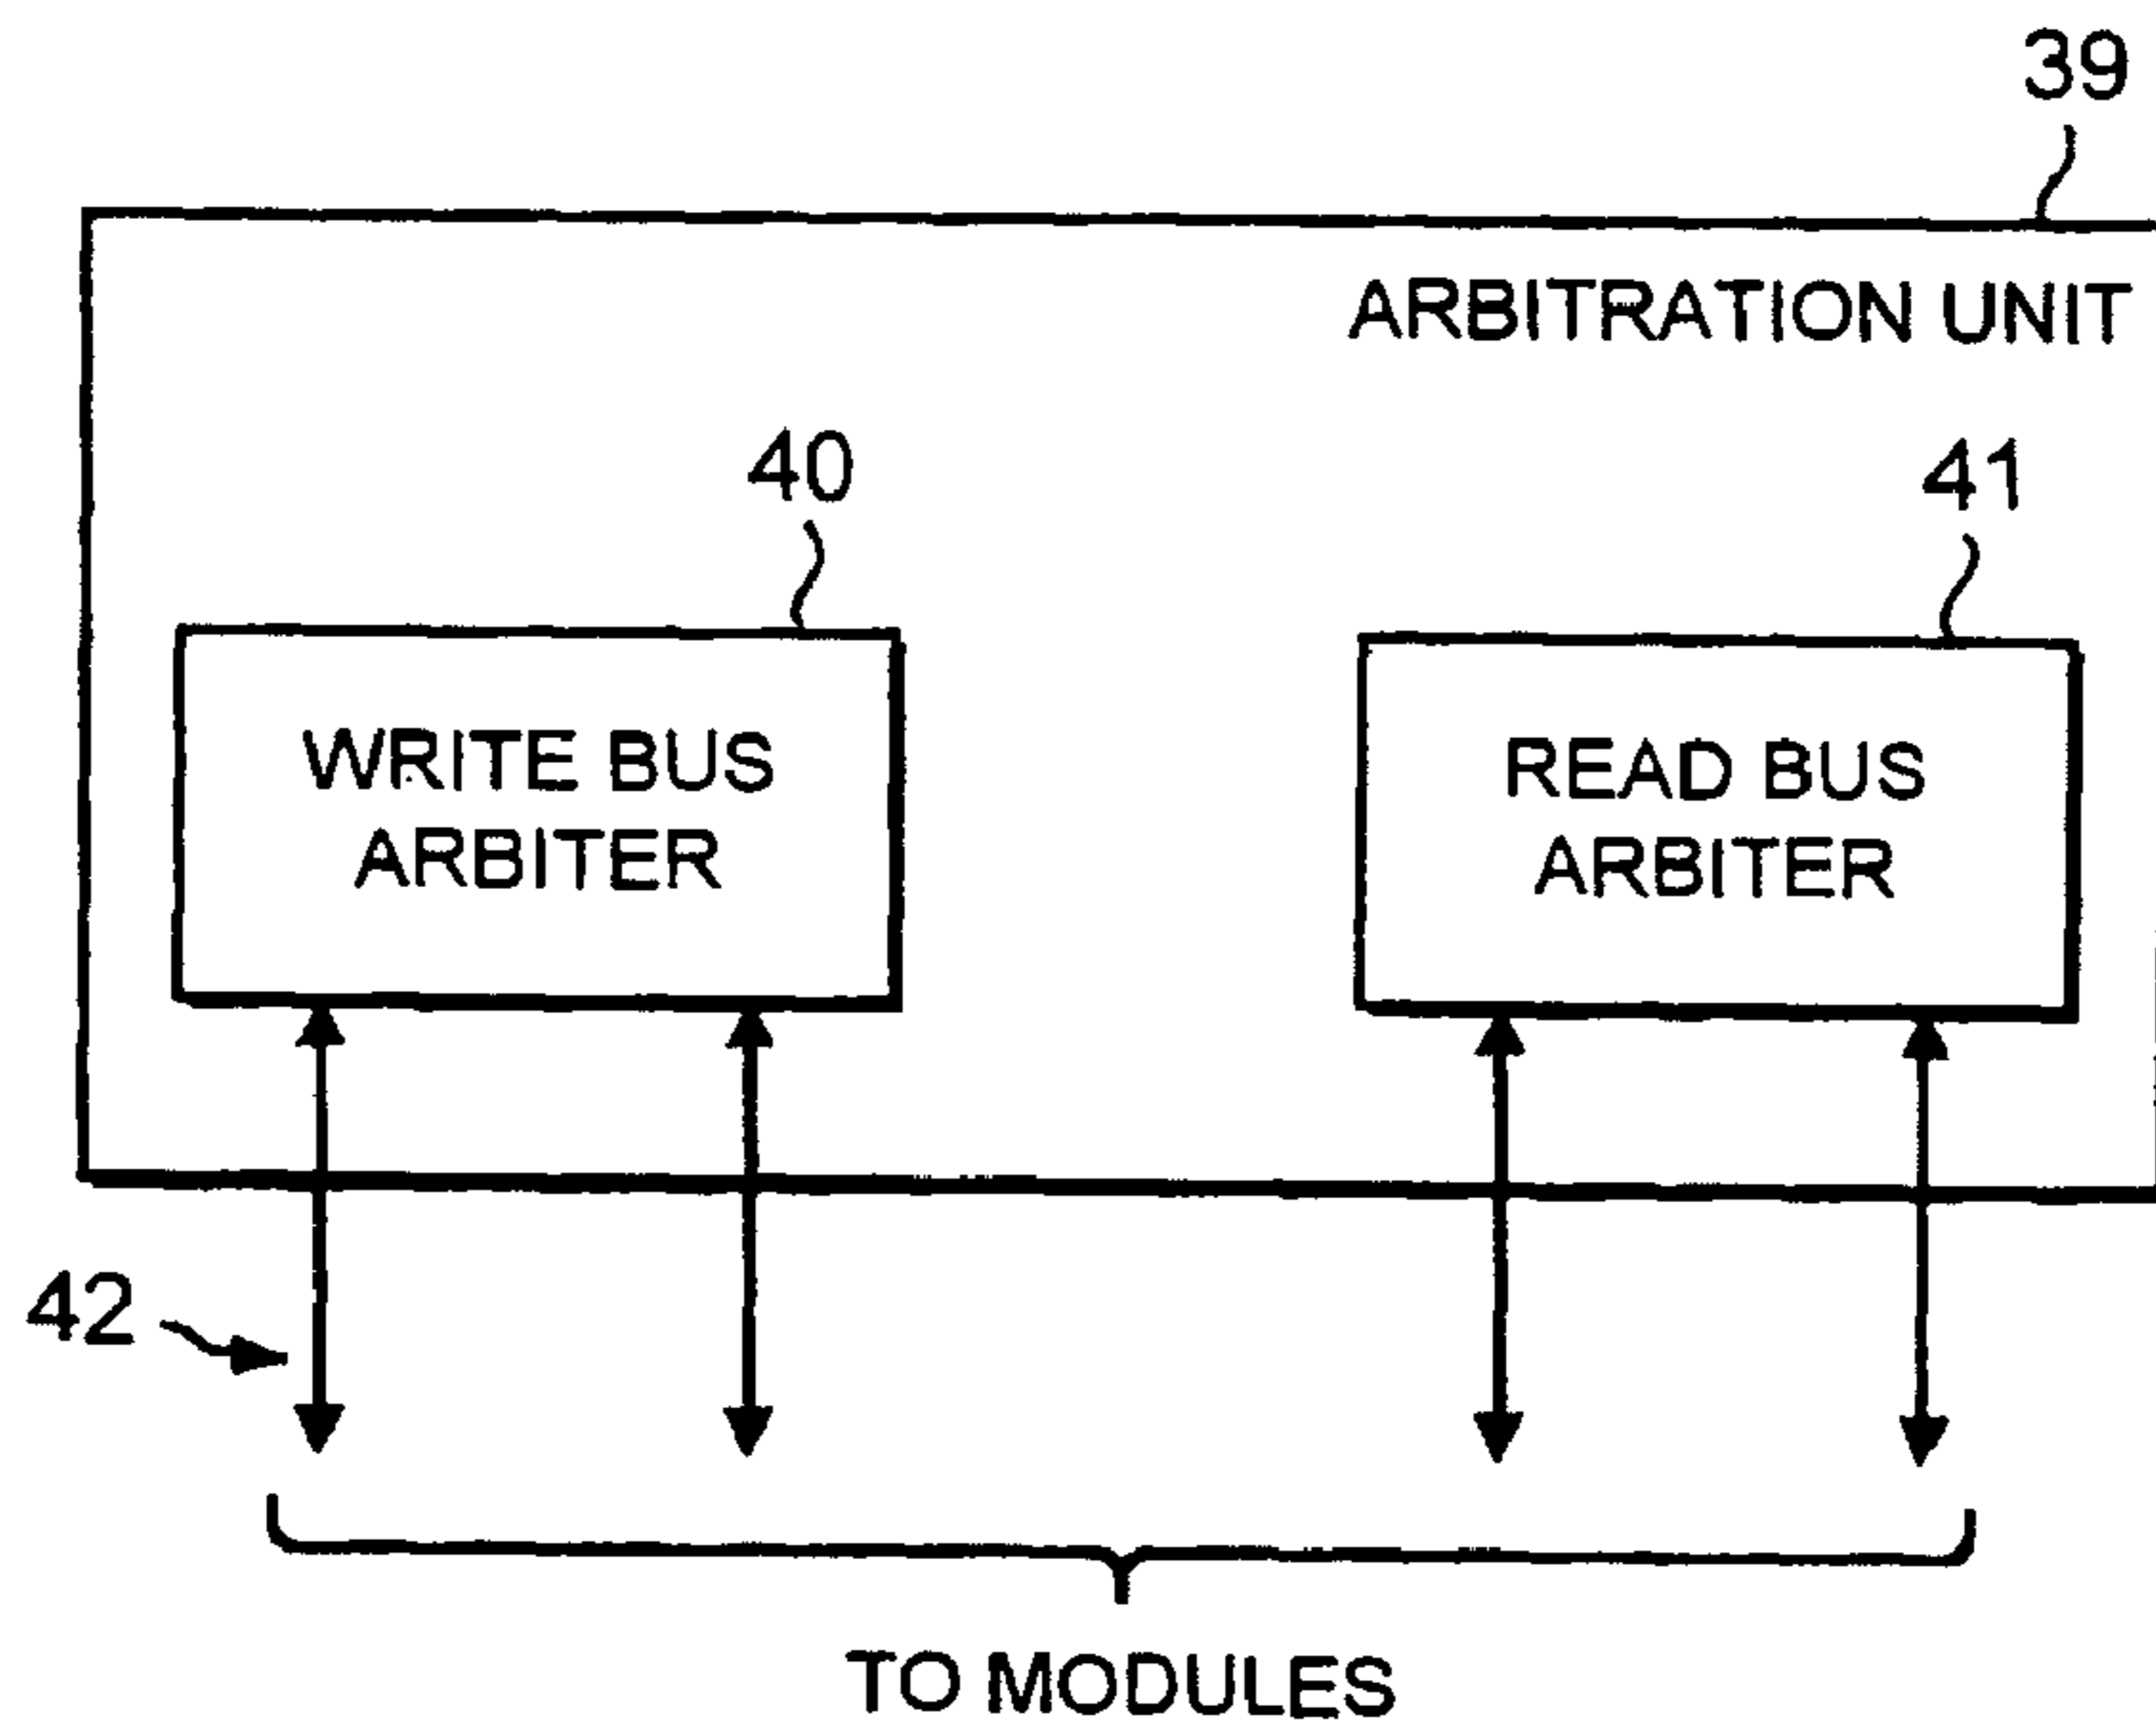 39
ARBITRATION UNIT
40
41
WRITE BUS
ARBITER
READ BUS
ARBITER
42
TO MODULES